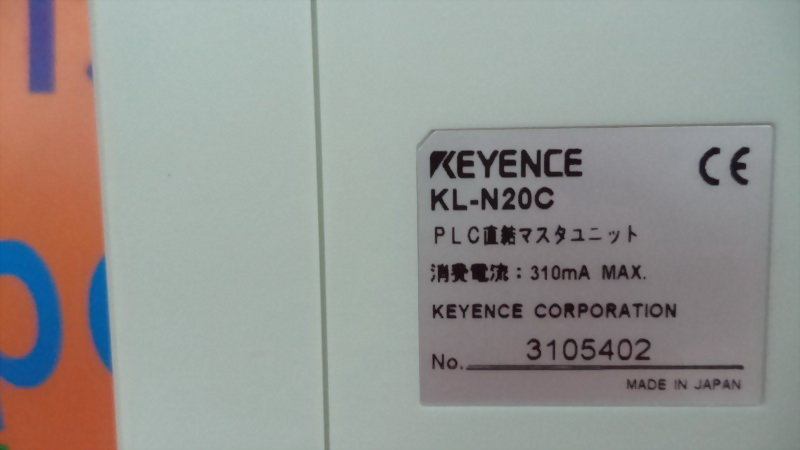 KEYENCE
KL-N20C
PLC直結マスタユニット
消費電流：310mA MAX.
KEYENCE CORPORATION
No. 3105402
MADE IN JAPAN
CE